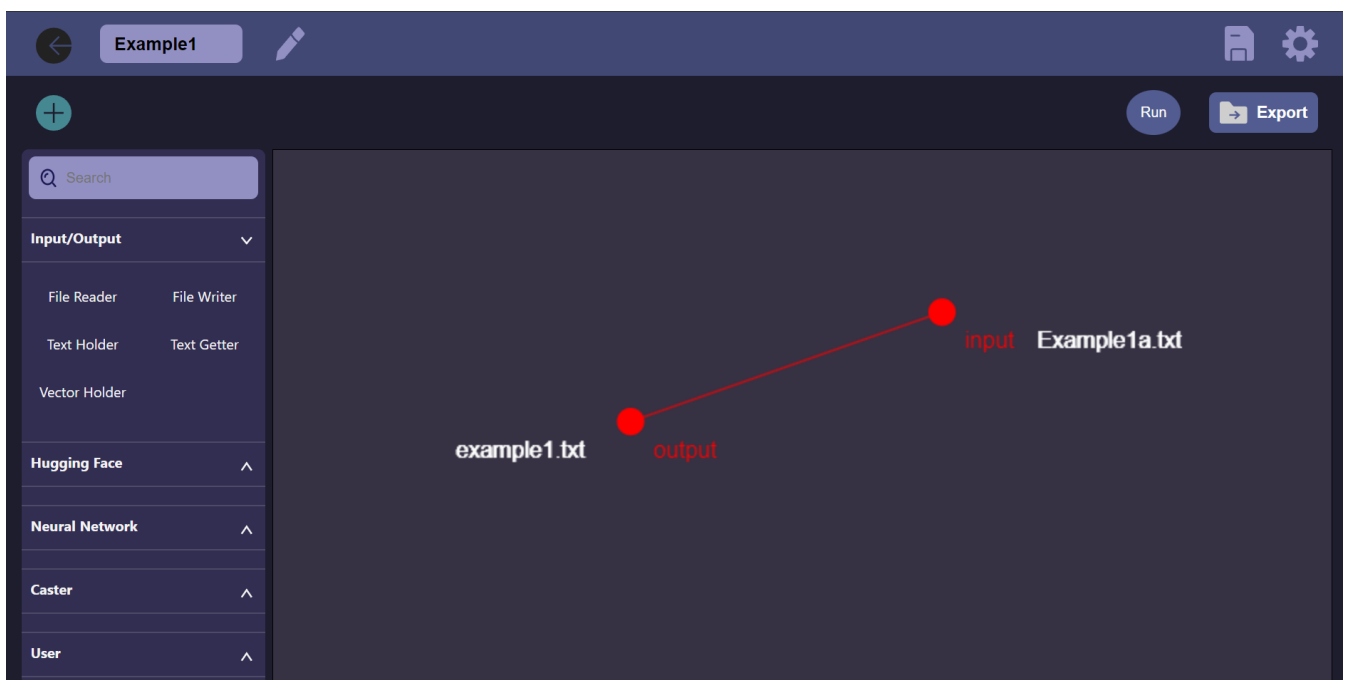 Example1
Run
Export
Search
Input/Output
File Reader
File Writer
Text Holder
Text Getter
Vector Holder
Hugging Face
Neural Network
Caster
User
input
Example1a.txt
example1.txt
output